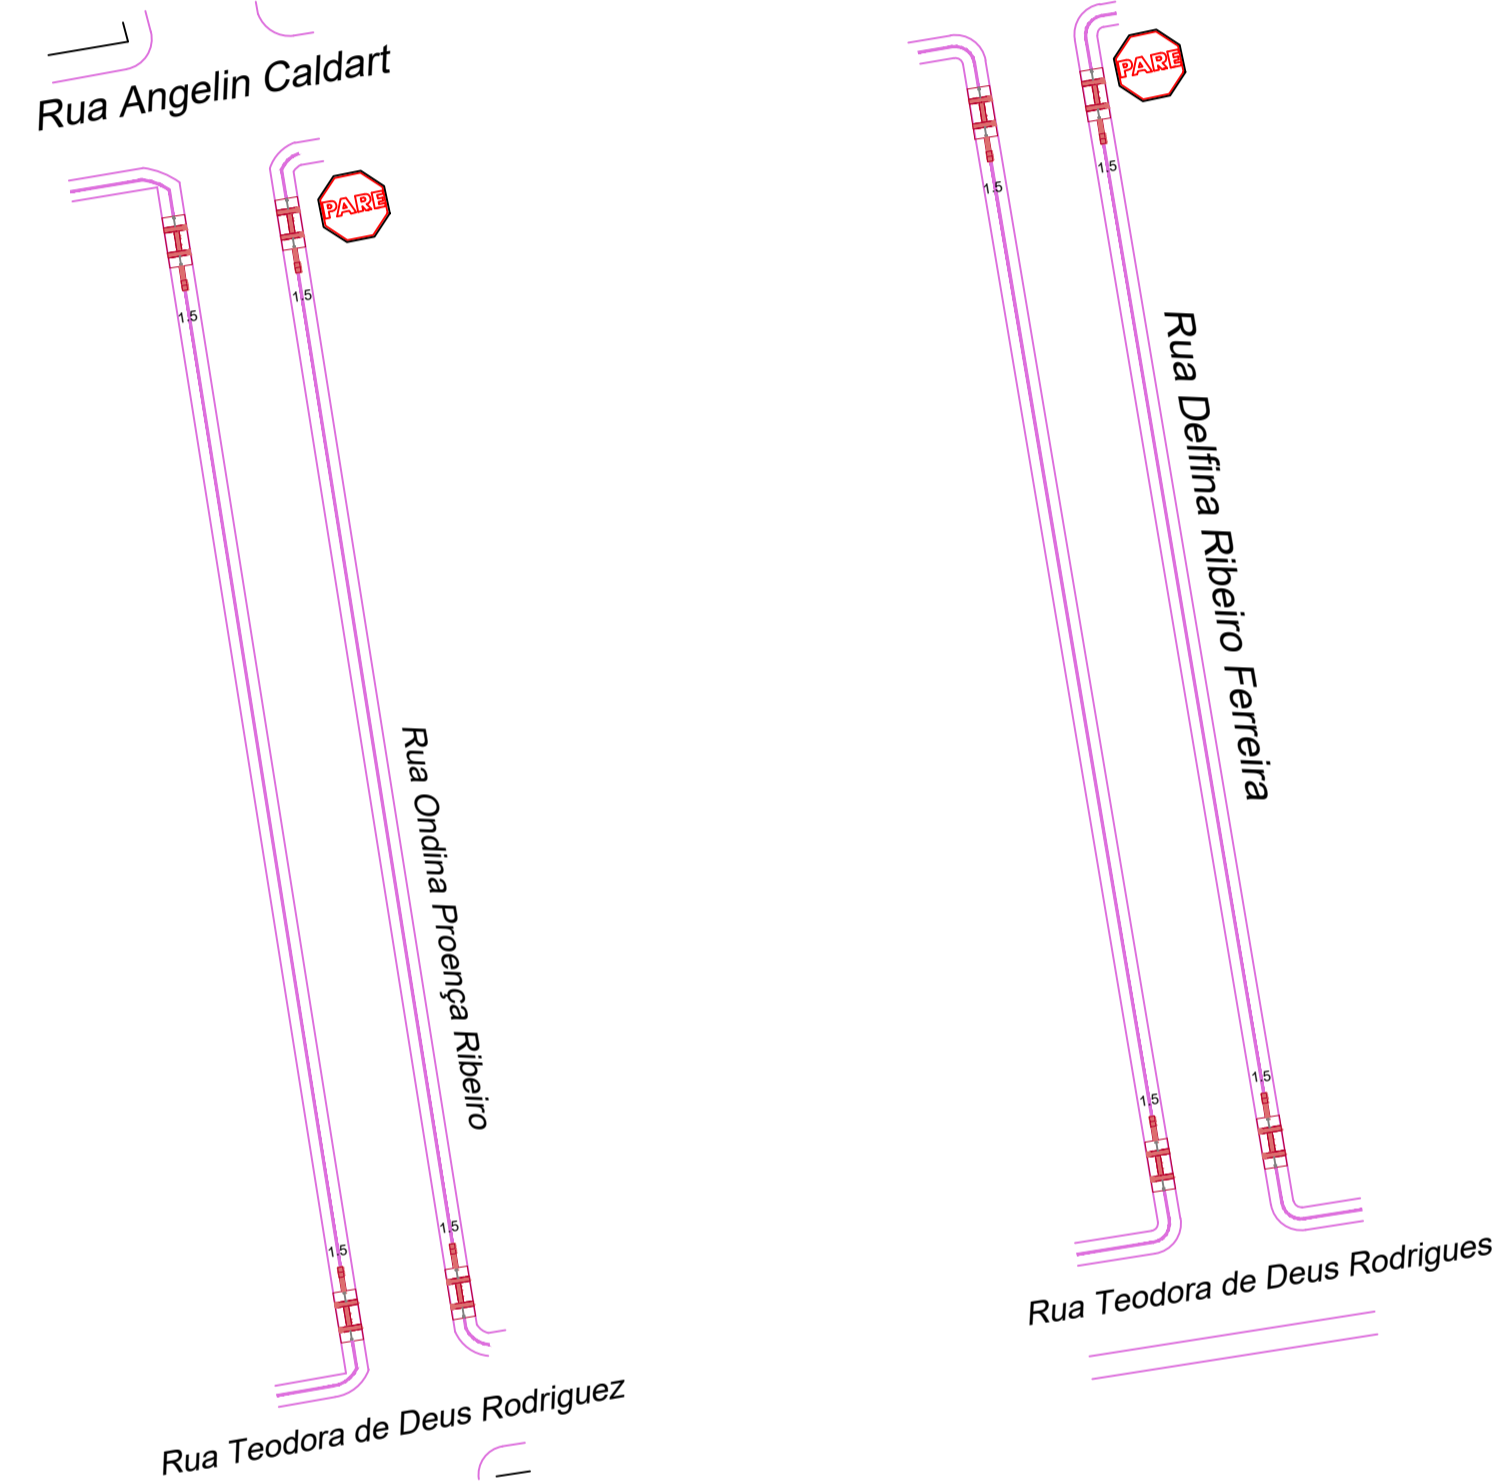 Rua Angelin Caldart
PARE
1.5
1.5
Rua Ondina Proença Ribeiro
1.5
1.5
Rua Teodora de Deus Rodriguez
PARE
1.5
1.5
Rua Delfina Ribeiro Ferreira
1.5
1.5
Rua Teodora de Deus Rodrigues